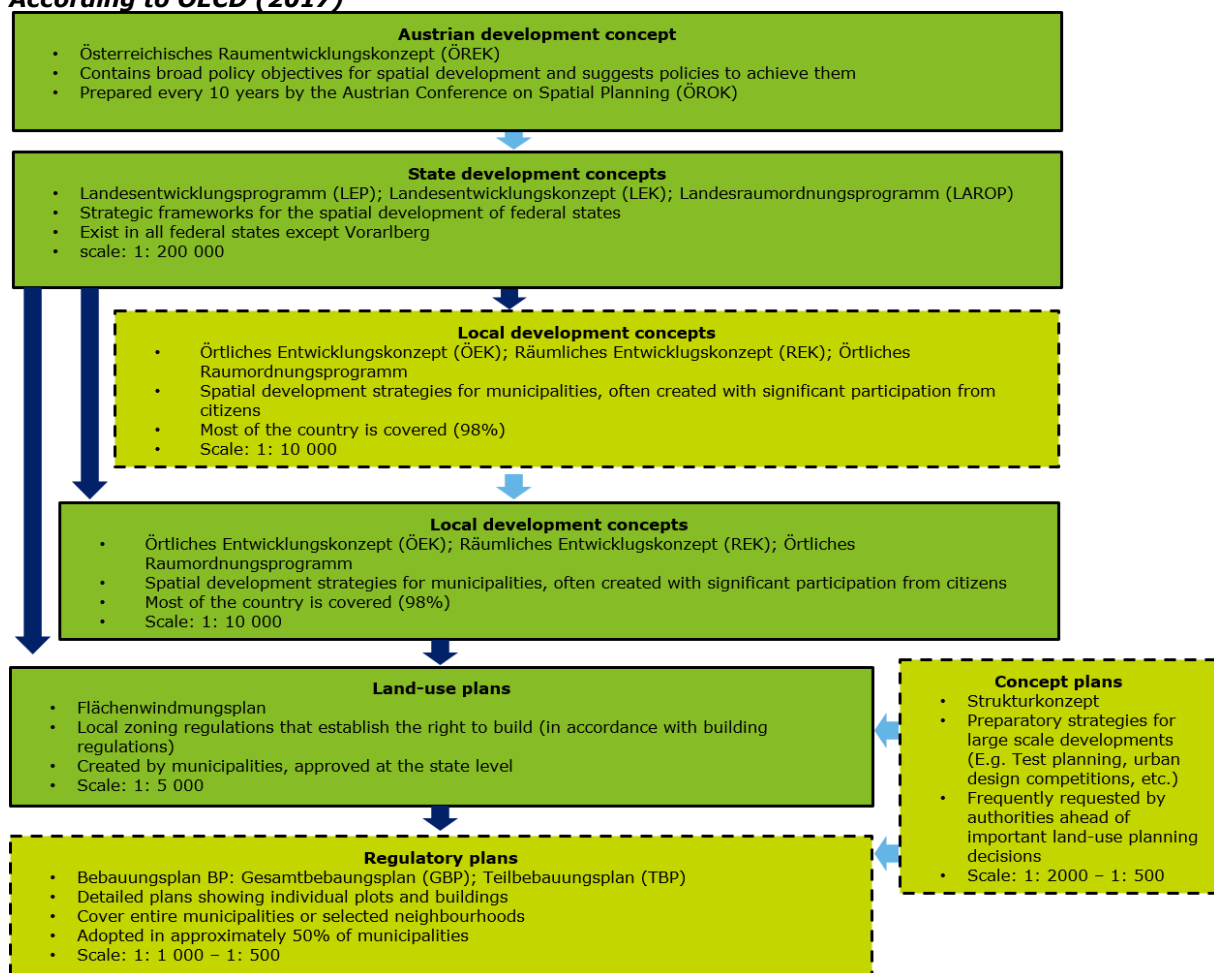 According to OECD (2017)
Austrian development concept
• Österreichisches Raumentwicklungskonzept (ÖREK)
• Contains broad policy objectives for spatial development and suggests policies to achieve them
• Prepared every 10 years by the Austrian Conference on Spatial Planning (ÖROK)
State development concepts
• Landesentwicklungsprogramm (LEP); Landesentwicklungskonzept (LEK); Landesraumordnungsprogramm (LAROP)
• Strategic frameworks for the spatial development of federal states
• Exist in all federal states except Vorarlberg
• scale: 1: 200 000
Local development concepts
• Örtliches Entwicklungskonzept (ÖEK); Räumliches Entwicklugskonzept (REK); Örtliches
Raumordnungsprogramm
• Spatial development strategies for municipalities, often created with significant participation from
citizens
• Most of the country is covered (98%)
• Scale: 1: 10 000
Local development concepts
• Örtliches Entwicklungskonzept (ÖEK); Räumliches Entwicklugskonzept (REK); Örtliches
Raumordnungsprogramm
• Spatial development strategies for municipalities, often created with significant participation from citizens
• Most of the country is covered (98%)
• Scale: 1: 10 000
Land-use plans
• Flächenwindmungsplan
• Local zoning regulations that establish the right to build (in accordance with building
regulations)
• Created by municipalities, approved at the state level
• Scale: 1: 5 000
Concept plans
• Strukturkonzept
• Preparatory strategies for
large scale developments
(E.g. Test planning, urban
design competitions, etc.)
• Frequently requested by
authorities ahead of
important land-use planning
decisions
• Scale: 1: 2000 – 1: 500
Regulatory plans
• Bebauungsplan BP: Gesamtbebaungsplan (GBP); Teilbebauungsplan (TBP)
• Detailed plans showing individual plots and buildings
• Cover entire municipalities or selected neighbourhoods
• Adopted in approximately 50% of municipalities
• Scale: 1: 1 000 – 1: 500